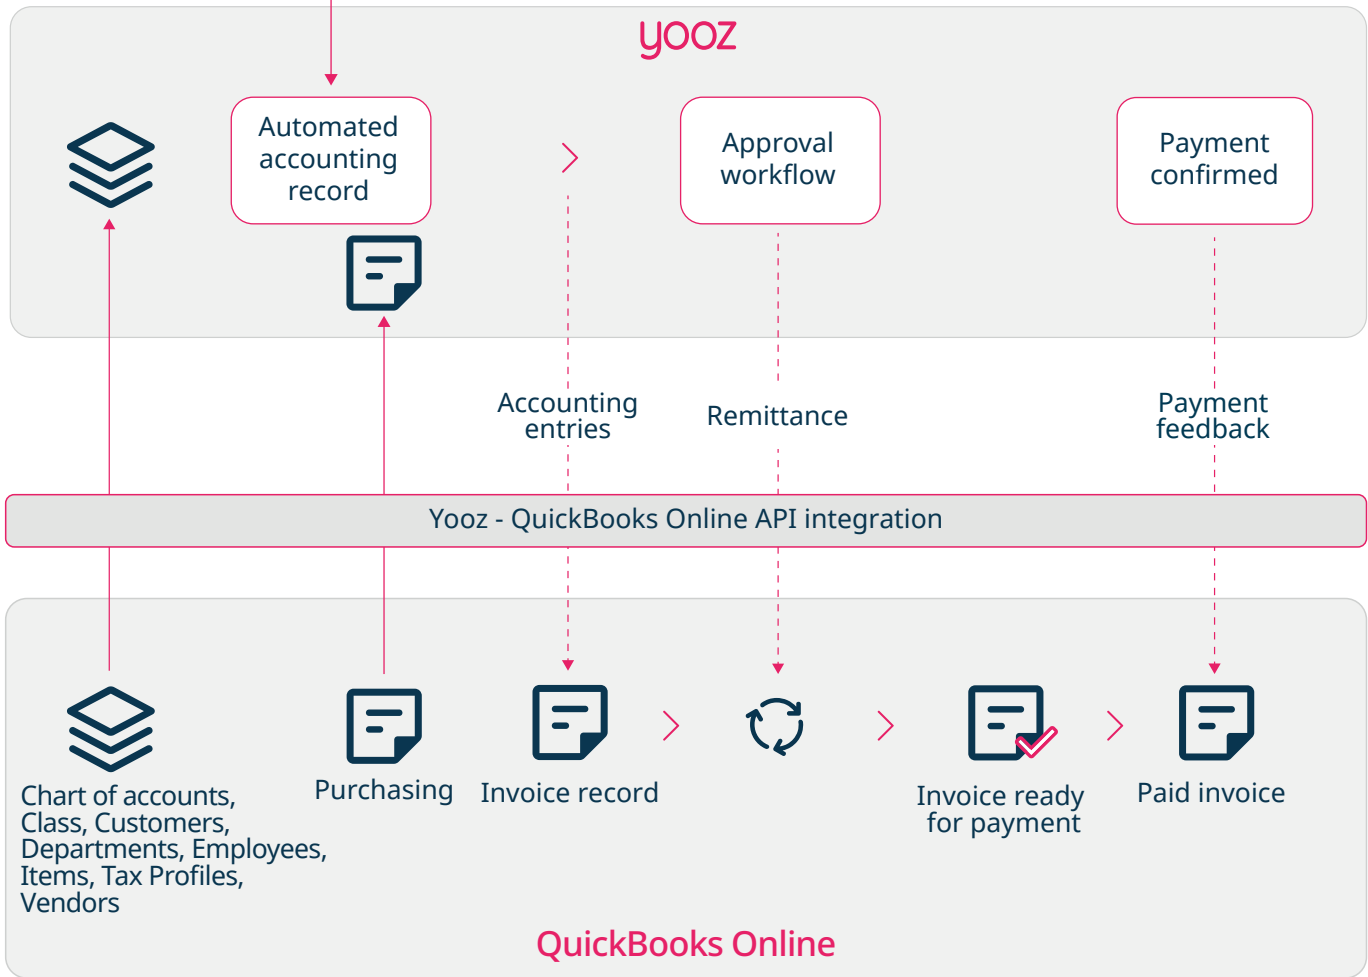 yooz
Automated
accounting
record
Approval
workflow
Payment
confirmed
Accounting
entries
Remittance
Payment
feedback
Yooz - QuickBooks Online API integration
Chart of accounts,
Class, Customers,
Departments, Employees,
Items, Tax Profiles,
Vendors
Purchasing
Invoice record
Invoice ready
for payment
Paid invoice
QuickBooks Online